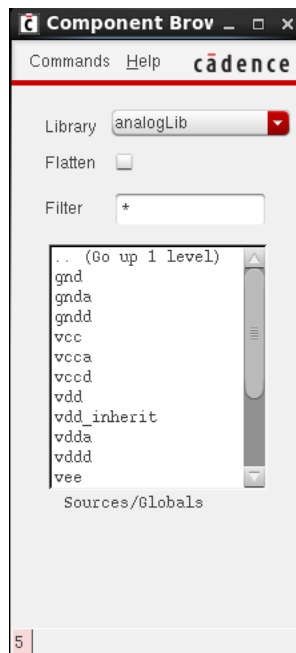 Component Brov
Commands Help cādence
Library analogLib
Flatten
Filter *
.. (Go up 1 level)
gnd
gnda
gndd
vcc
vcca
vccd
vdd
vdd_inherit
vdda
vddd
vee
Sources/Globals
5